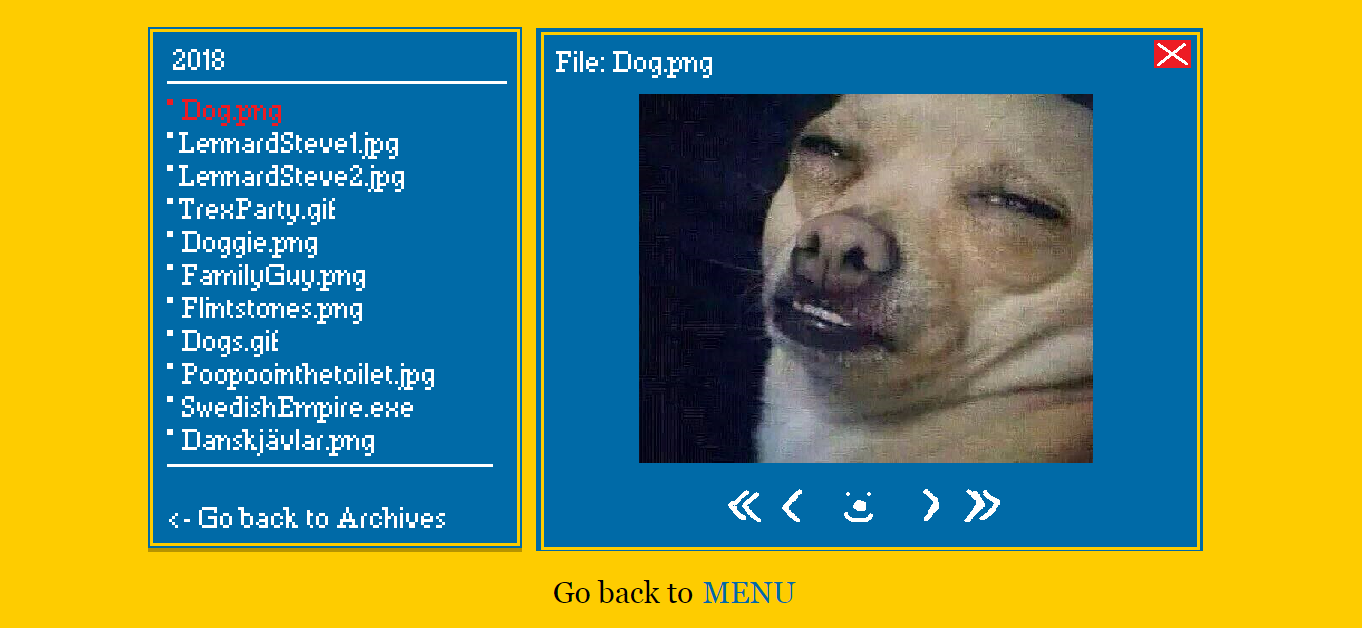 2018
Dog.png
LennardSteve1.jpg
LennardSteve2.jpg
TrexParty.gif
Doggie.png
FamilyGuy.png
Flintstones.png
Dogs.gif
Poopoointhetoilet.jpg
SwedishEmpire.exe
Danskjävlar.png
<- Go back to Archives
File: Dog.png
Go back to MENU